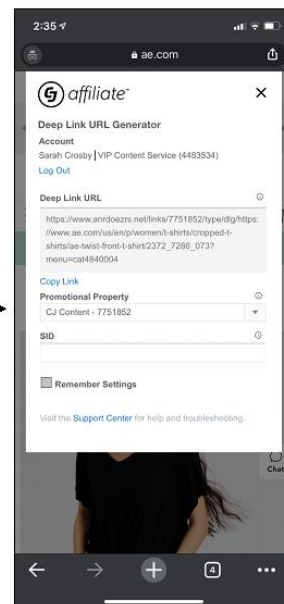 2:35
ae.com
affiliate
Deep Link URL Generator
Account
Sarah Crosby | VIP Content Service (4483534)
Log Out
Deep Link URL
https://www.anrdoezrs.net/links/7751852/type/dlg/https:
//www.ae.com/us/en/p/women/t-shirts/cropped-t-
shirts/ae-twist-front-t-shirt/2372_7286_073?
menu=cat4840004
Copy Link
Promotional Property
CJ Content - 7751852
SID
Remember Settings
Visit the Support Center for help and troubleshooting.
Chat
4